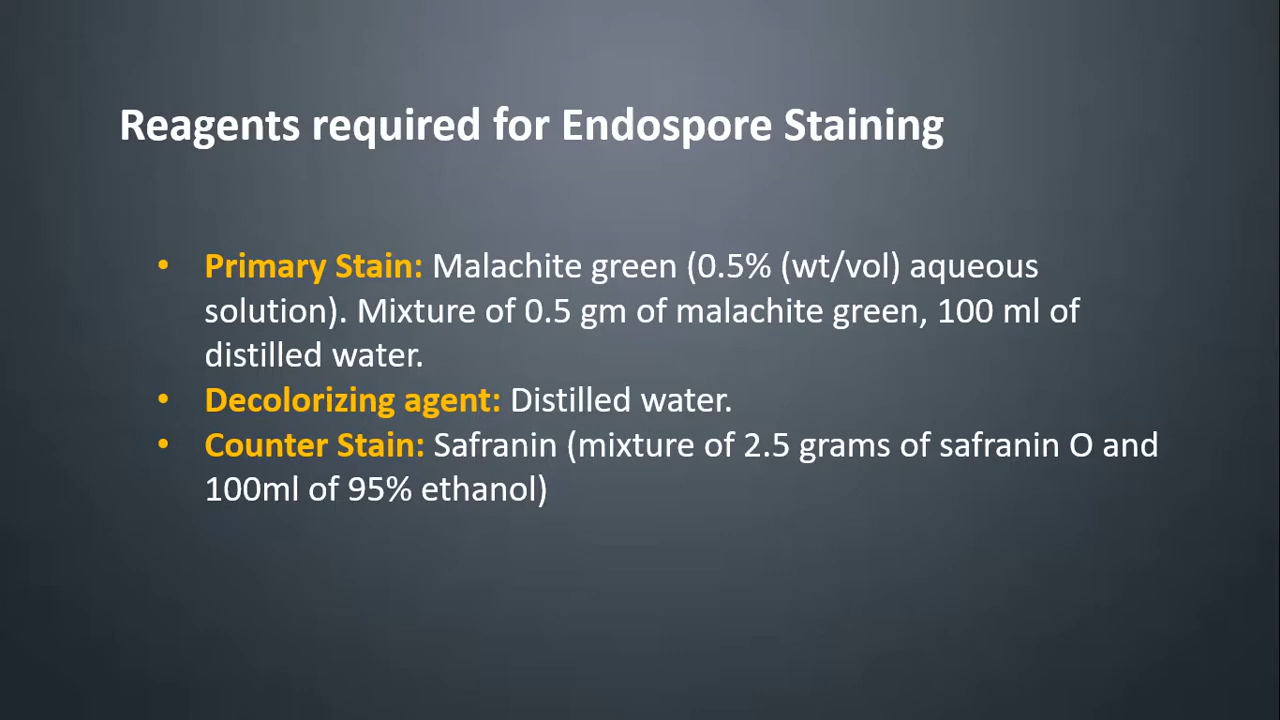 Reagents required for Endospore Staining
• Primary Stain: Malachite green (0.5% (wt/vol) aqueous
solution). Mixture of 0.5 gm of malachite green, 100 ml of
distilled water.
• Decolorizing agent: Distilled water.
• Counter Stain: Safranin (mixture of 2.5 grams of safranin O and
100ml of 95% ethanol)